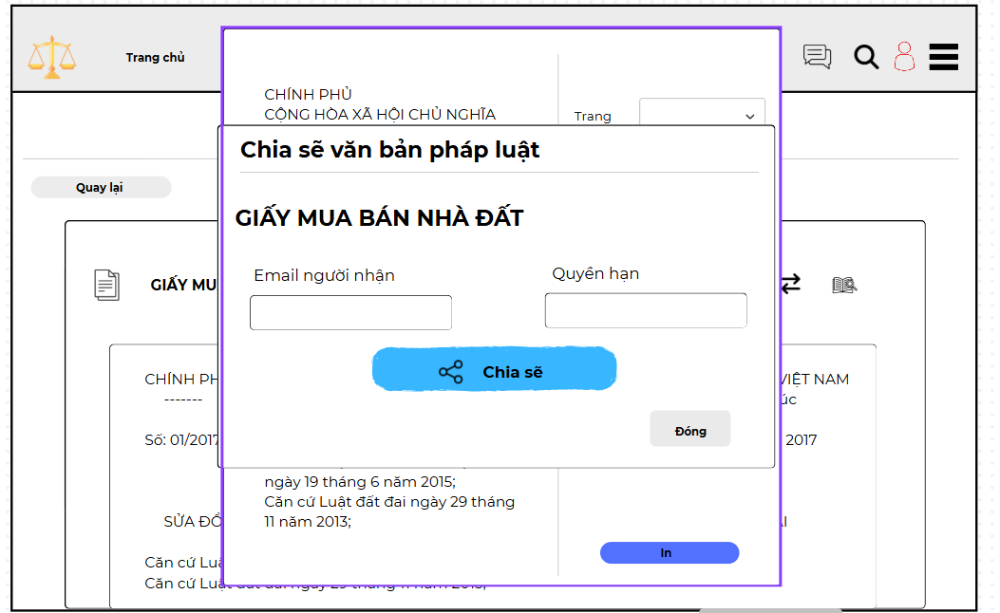 Trang chủ
CHÍNH PHỦ
CỘNG HÒA XÃ HỘI CHỦ NGHĨA
Trang
Chia sẽ văn bản pháp luật
Quay lại
GIẤY MUA BÁN NHÀ ĐẤT
Email người nhận
Quyền hạn
GIẤY MU
Chia sẽ
CHÍNH PH
VIỆT NAM
-------
úc
Đóng
Số: 01/2017
2017
ngày 19 tháng 6 năm 2015;
Căn cứ Luật đất đai ngày 29 tháng
11 năm 2013;
SỬA ĐỔ
AI
In
Căn cứ Luậ
Căn cứ Luật đất đai ngày 29 tháng 11 năm 2013;